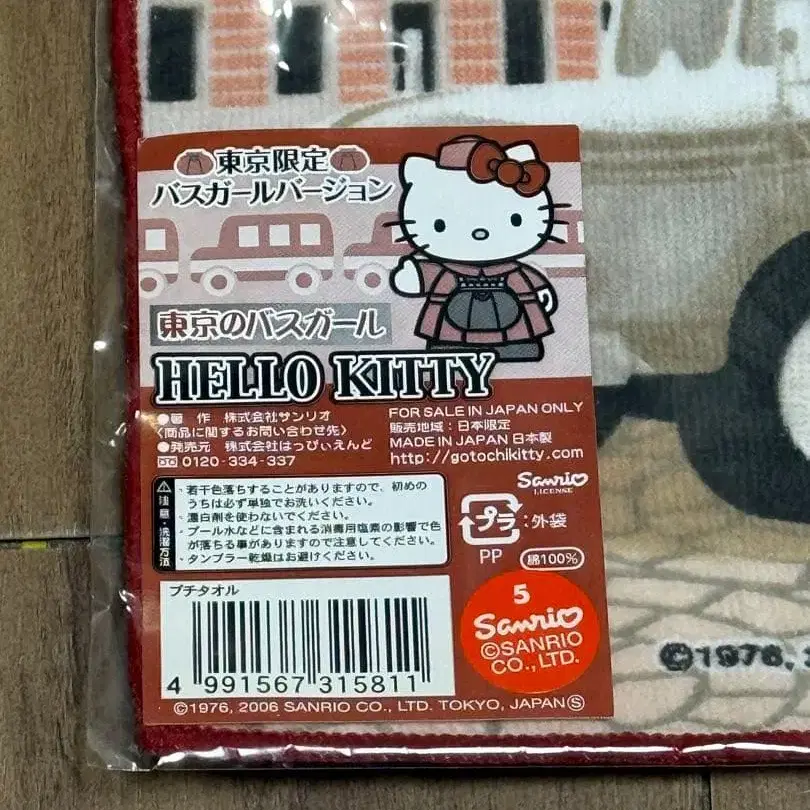 東京限定
バスガールバージョン
東京のバスガール
HELLO KITTY
●著 作 株式会社サンリオ
〈商品に関するお問い合わせ先〉
●発売元 株式会社はっぴぃえんど
0120-334-337
FOR SALE IN JAPAN ONLY
販売地域:日本限定
MADE IN JAPAN 日本製
http://gotochikitty.com
Sanrio
LICENSE
注意・洗濯方法
・若干色落ちすることがありますので、初めの
うちは必ず単独でお洗いください。
・漂白剤を使わないでください。
・プール水などに含まれる消毒用塩素の影響で色
が落ちる事がありますので注意してください。
・タンブラー乾燥はお避けください。
プラ:外袋
PP 綿100%
プチタオル
4 991567 315811
5
Sanrio
©SANRIO
CO., LTD.
©1976, 2006 SANRIO CO., LTD. TOKYO, JAPAN Ⓢ
©1976,